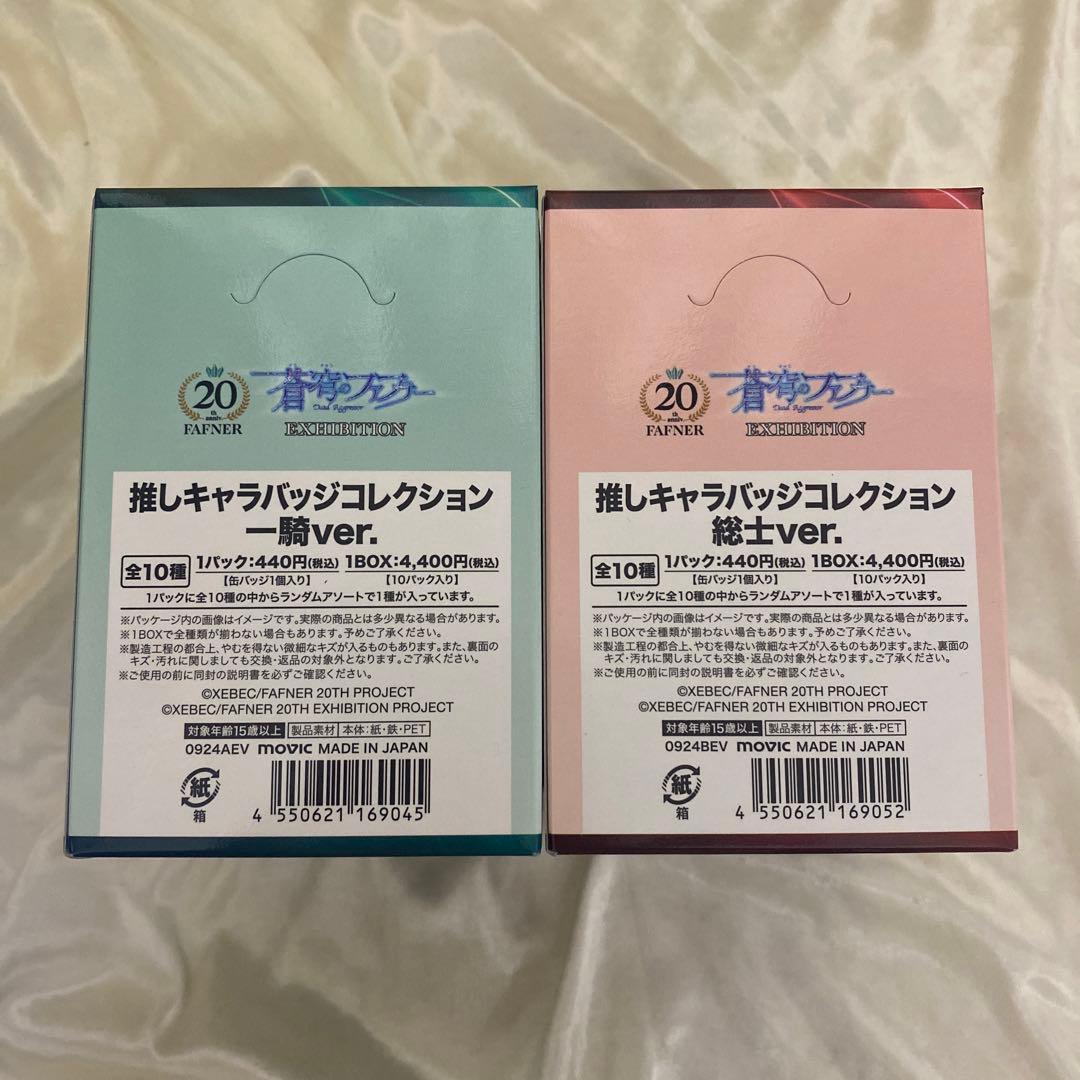 20
th
anniv.
FAFNER
蒼穹のファフナー
Dead Aggressor
EXHIBITION
推しキャラバッジコレクション
一騎ver.
全10種
1パック:440円(税込)
【缶バッジ1個入り】
1BOX:4,400円(税込)
【10パック入り】
1パックに全10種の中からランダムアソートで1種が入っています。
※パッケージ内の画像はイメージです。実際の商品とは多少異なる場合があります。
※1BOXで全種類が揃わない場合もあります。予めご了承ください。
※製造工程の都合上、やむを得ない微細なキズが入るものもあります。また、裏面の
キズ・汚れに関しましても交換・返品の対象外となります。ご了承ください。
※ご使用の前に同封の説明書を必ずご確認ください。
©XEBEC/FAFNER 20TH PROJECT
©XEBEC/FAFNER 20TH EXHIBITION PROJECT
対象年齢15歳以上 製品素材 本体:紙・鉄・PET
0924AEV movic MADE IN JAPAN
紙
箱
4 550621 169045
20
th
anniv.
FAFNER
蒼穹のファフナー
Dead Aggressor
EXHIBITION
推しキャラバッジコレクション
総士ver.
全10種
1パック:440円(税込)
【缶バッジ1個入り】
1BOX:4,400円(税込)
【10パック入り】
1パックに全10種の中からランダムアソートで1種が入っています。
※パッケージ内の画像はイメージです。実際の商品とは多少異なる場合があります。
※1BOXで全種類が揃わない場合もあります。予めご了承ください。
※製造工程の都合上、やむを得ない微細なキズが入るものもあります。また、裏面の
キズ・汚れに関しましても交換・返品の対象外となります。ご了承ください。
※ご使用の前に同封の説明書を必ずご確認ください。
©XEBEC/FAFNER 20TH PROJECT
©XEBEC/FAFNER 20TH EXHIBITION PROJECT
対象年齢15歳以上 製品素材 本体:紙・鉄・PET
0924BEV movic MADE IN JAPAN
紙
箱
4 550621 169052